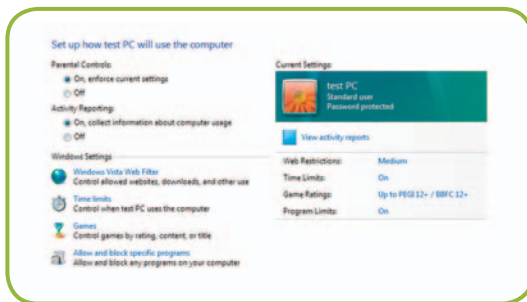 Set up how test PC will use the computer
Parental Controls:
On, enforce current settings
Off
Activity Reporting:
On, collect information about computer usage
Off
Windows Settings
Windows Vista Web Filter
Control allowed websites, downloads, and other use
Time limits
Control when test PC uses the computer
Games
Control games by rating, content, or title
Allow and block specific programs
Allow and block any programs on your computer
Current Settings:
test PC
Standard user
Password protected
View activity reports
Web Restrictions: Medium
Time Limits: On
Game Ratings: Up to PEGI 12+ / BBFC 12+
Program Limits: On